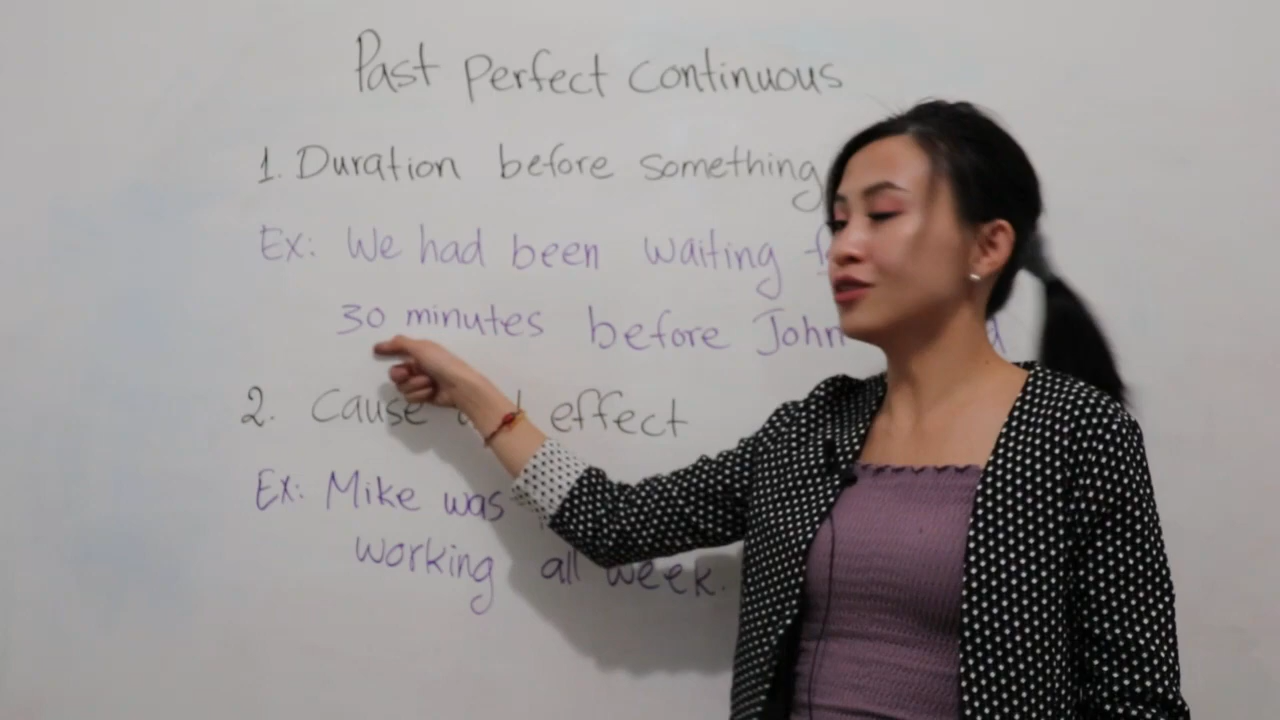 Past perfect continuous
1. Duration before something
Ex: We had been waiting
30 minutes before John
2. Cause effect
Ex: Mike was
working all week.